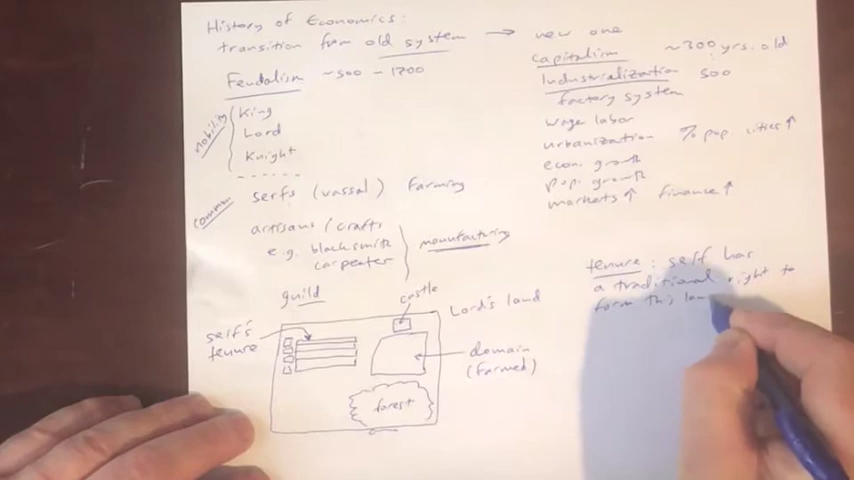 History of Economics:
transition from old system → new one
Feudalism ~500 - 1700
Nobility
King
Lord
Knight
common
serfs (vassal) farming
artisans / crafts
e.g. blacksmith
carpenter
manufacturing
guild
castle
Lord's land
serf's
tenure
domain
(farmed)
forest
capitalism ~300 yrs. old
Industrialization 500
factory system
wage labor
urbanization % pop. cities ↑
econ. growth
pop. growth
markets ↑ finance ↑
tenure: serf has
a traditional right to
farm this lan